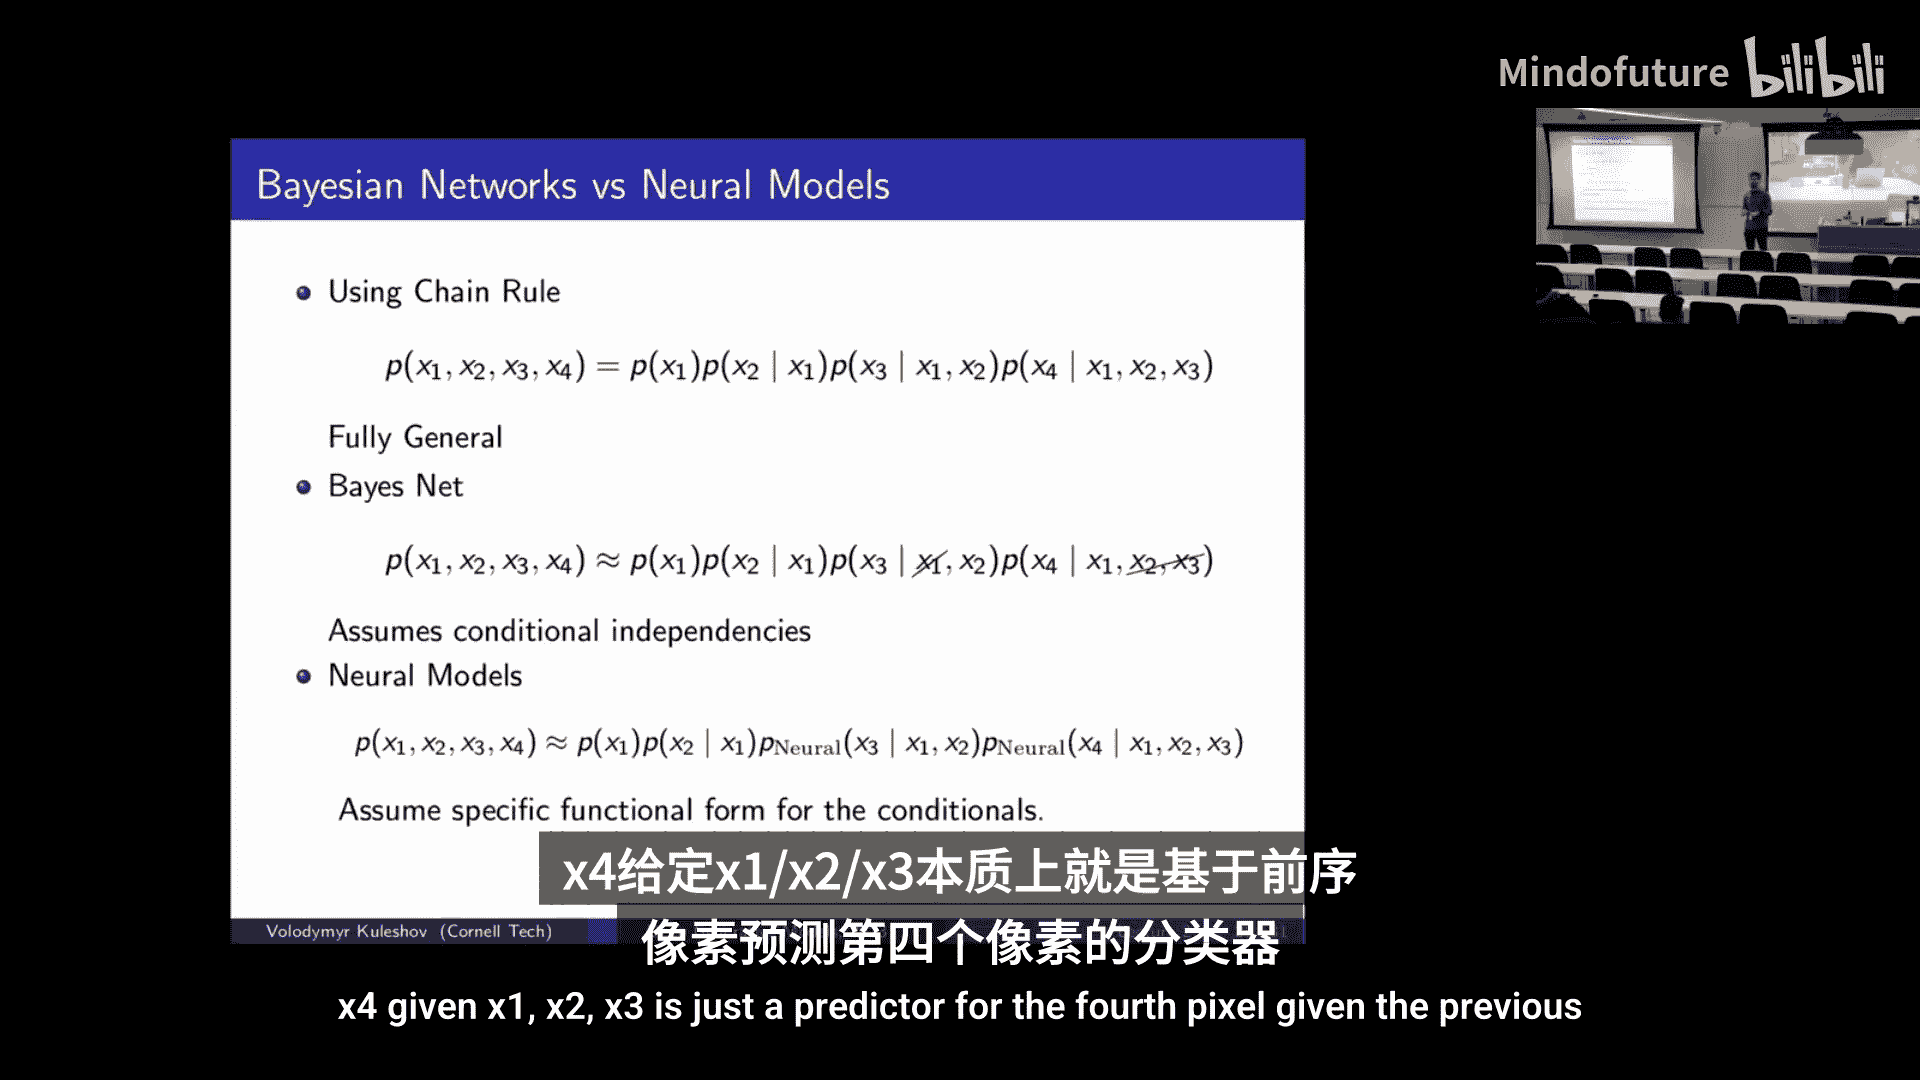 Mindofuture bilibili
Bayesian Networks vs Neural Models
Using Chain Rule
p(x₁, x₂, x₃, x₄) = p(x₁)p(x₂ | x₁)p(x₃ | x₁, x₂)p(x₄ | x₁, x₂, x₃)
Fully General
Bayes Net
p(x₁, x₂, x₃, x₄) ≈ p(x₁)p(x₂ | x₁)p(x₃ | x₁, x₂)p(x₄ | x₁, x₂, x₃)
Assumes conditional independencies
Neural Models
p(x₁, x₂, x₃, x₄) ≈ p(x₁)p(x₂ | x₁)pNeural(x₃ | x₁, x₂)pNeural(x₄ | x₁, x₂, x₃)
Assume specific functional form for the conditionals.
x4给定x1/x2/x3本质上就是基于前序
Volodymyr Kuleshov (Cornell Tech)
像素预测第四个像素的分类器
x4 given x1, x2, x3 is just a predictor for the fourth pixel given the previous